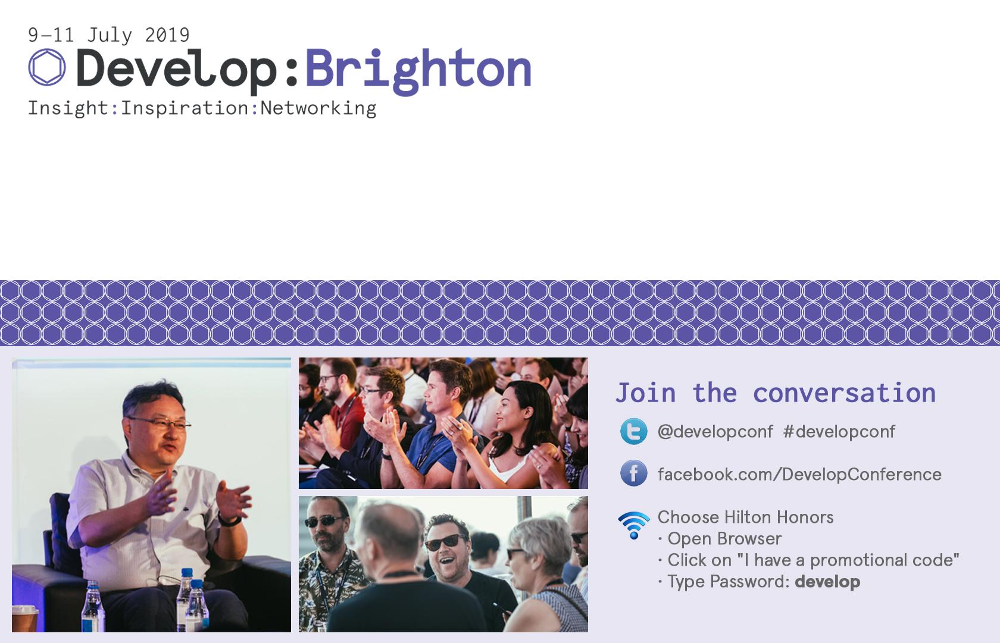 9–11 July 2019
Develop:Brighton
Insight:Inspiration:Networking
Join the conversation
@developconf #developconf
facebook.com/DevelopConference
Choose Hilton Honors
· Open Browser
· Click on "I have a promotional code"
· Type Password: develop